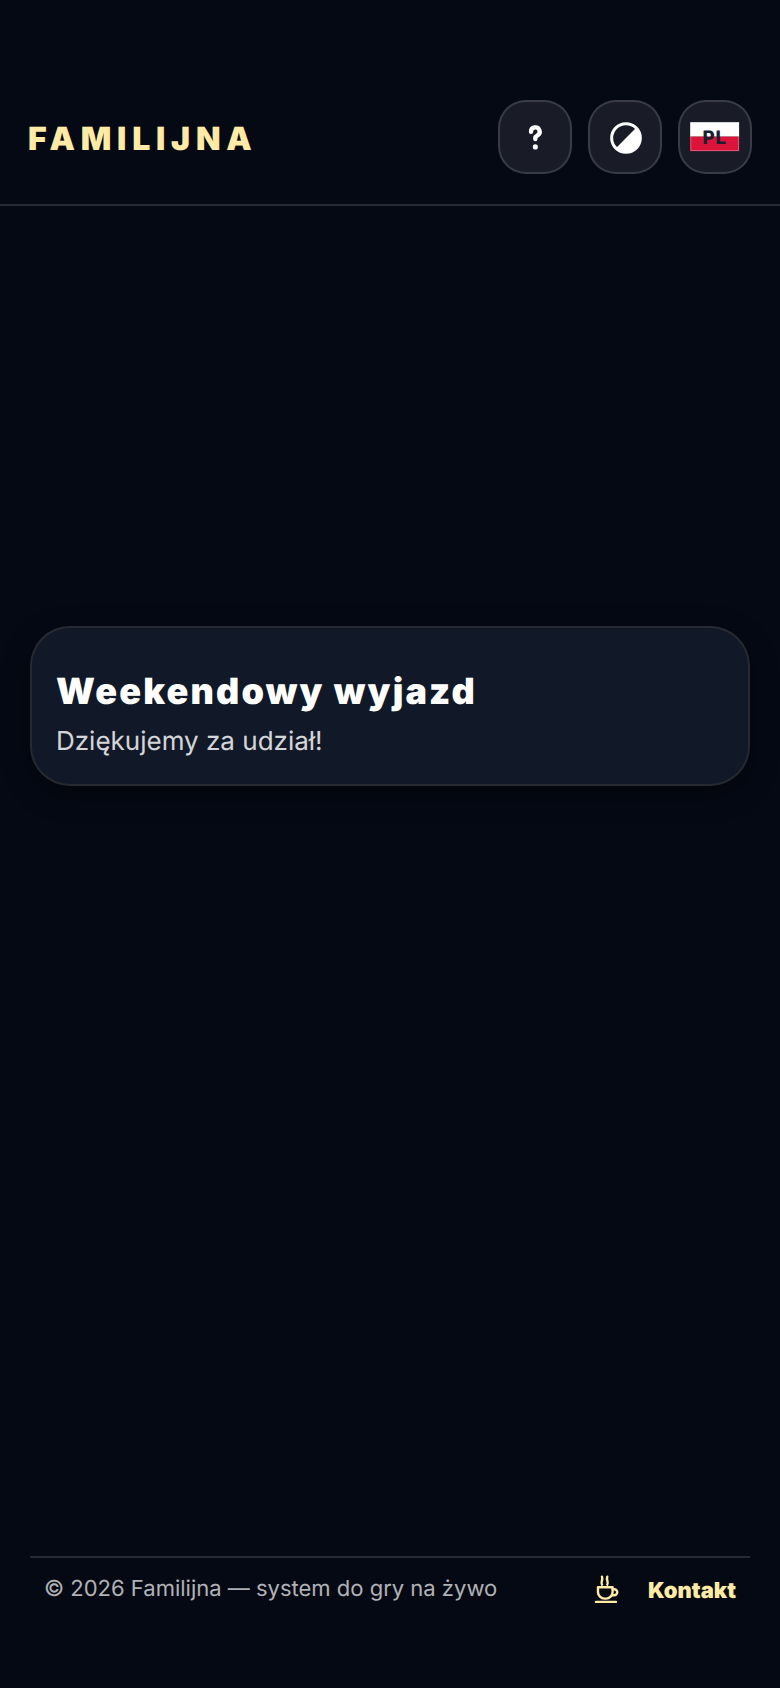 FAMILIJNA
?
PL
Weekendowy wyjazd
Dziękujemy za udział!
© 2026 Familijna — system do gry na żywo
Kontakt